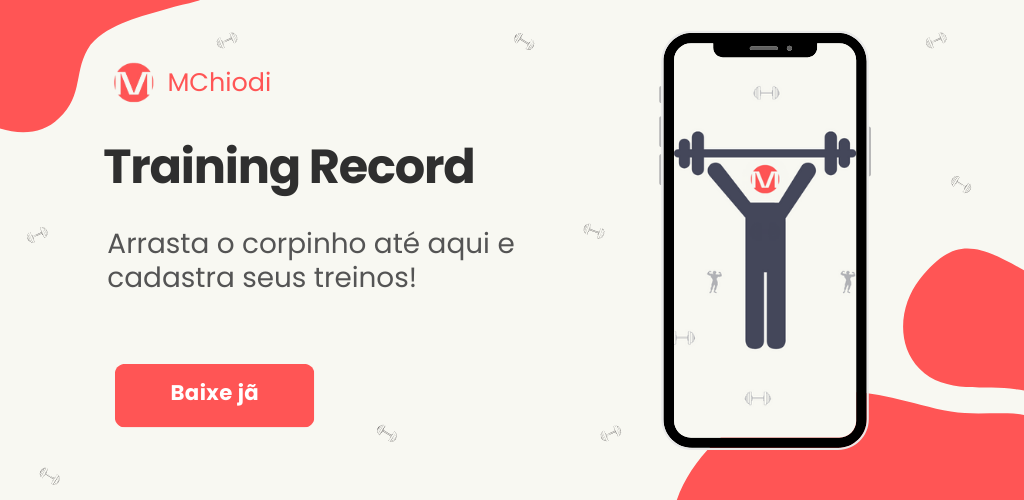 MChiodi
Training Record
Arrasta o corpinho até aqui e
cadastra seus treinos!
Baixe jã